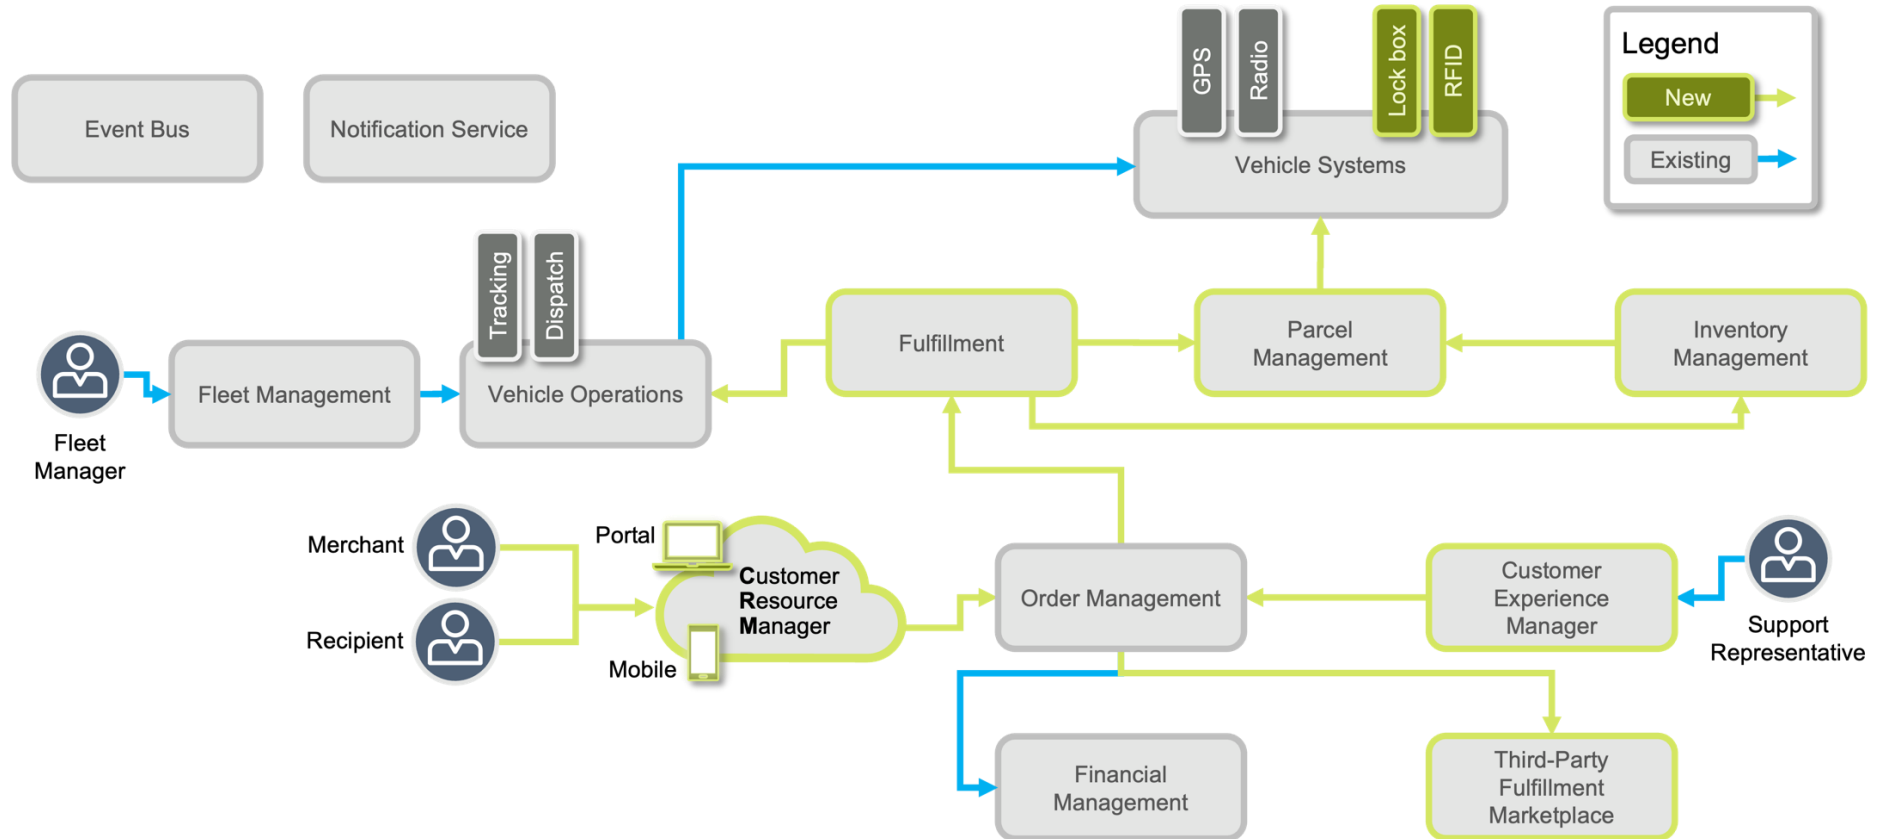 GPS
Radio
Lock box
RFID
Legend
New
Existing
Event Bus
Notification Service
Vehicle Systems
Tracking
Dispatch
Fulfillment
Parcel
Management
Inventory
Management
Fleet Management
Vehicle Operations
Fleet
Manager
Merchant
Recipient
Portal
Mobile
Customer
Resource
Manager
Order Management
Customer
Experience
Manager
Support
Representative
Financial
Management
Third-Party
Fulfillment
Marketplace